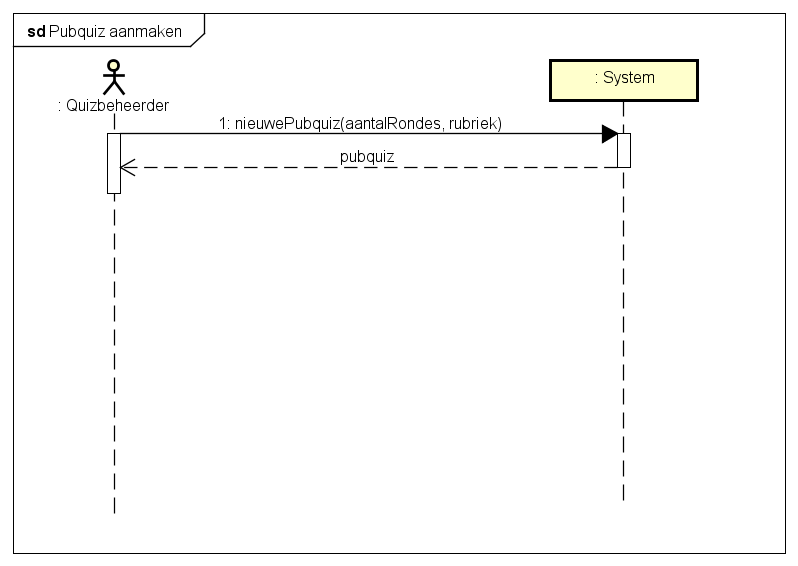 sd Pubquiz aanmaken
: Quizbeheerder
: System
1: nieuwePubquiz(aantalRondes, rubriek)
pubquiz